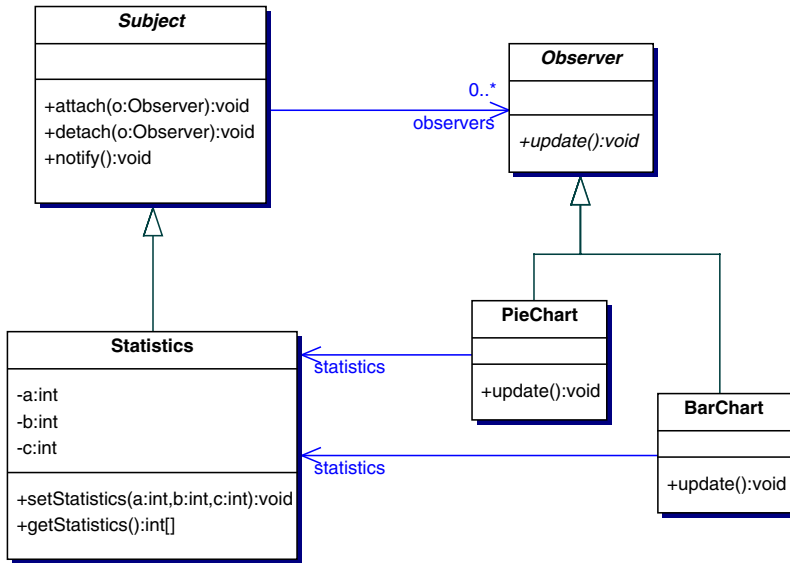 Subject
+attach(o:Observer):void
+detach(o:Observer):void
+notify():void
0..*
observers
Observer
+update():void
Statistics
-a:int
-b:int
-c:int
+setStatistics(a:int,b:int,c:int):void
+getStatistics():int[]
statistics
PieChart
+update():void
statistics
BarChart
+update():void